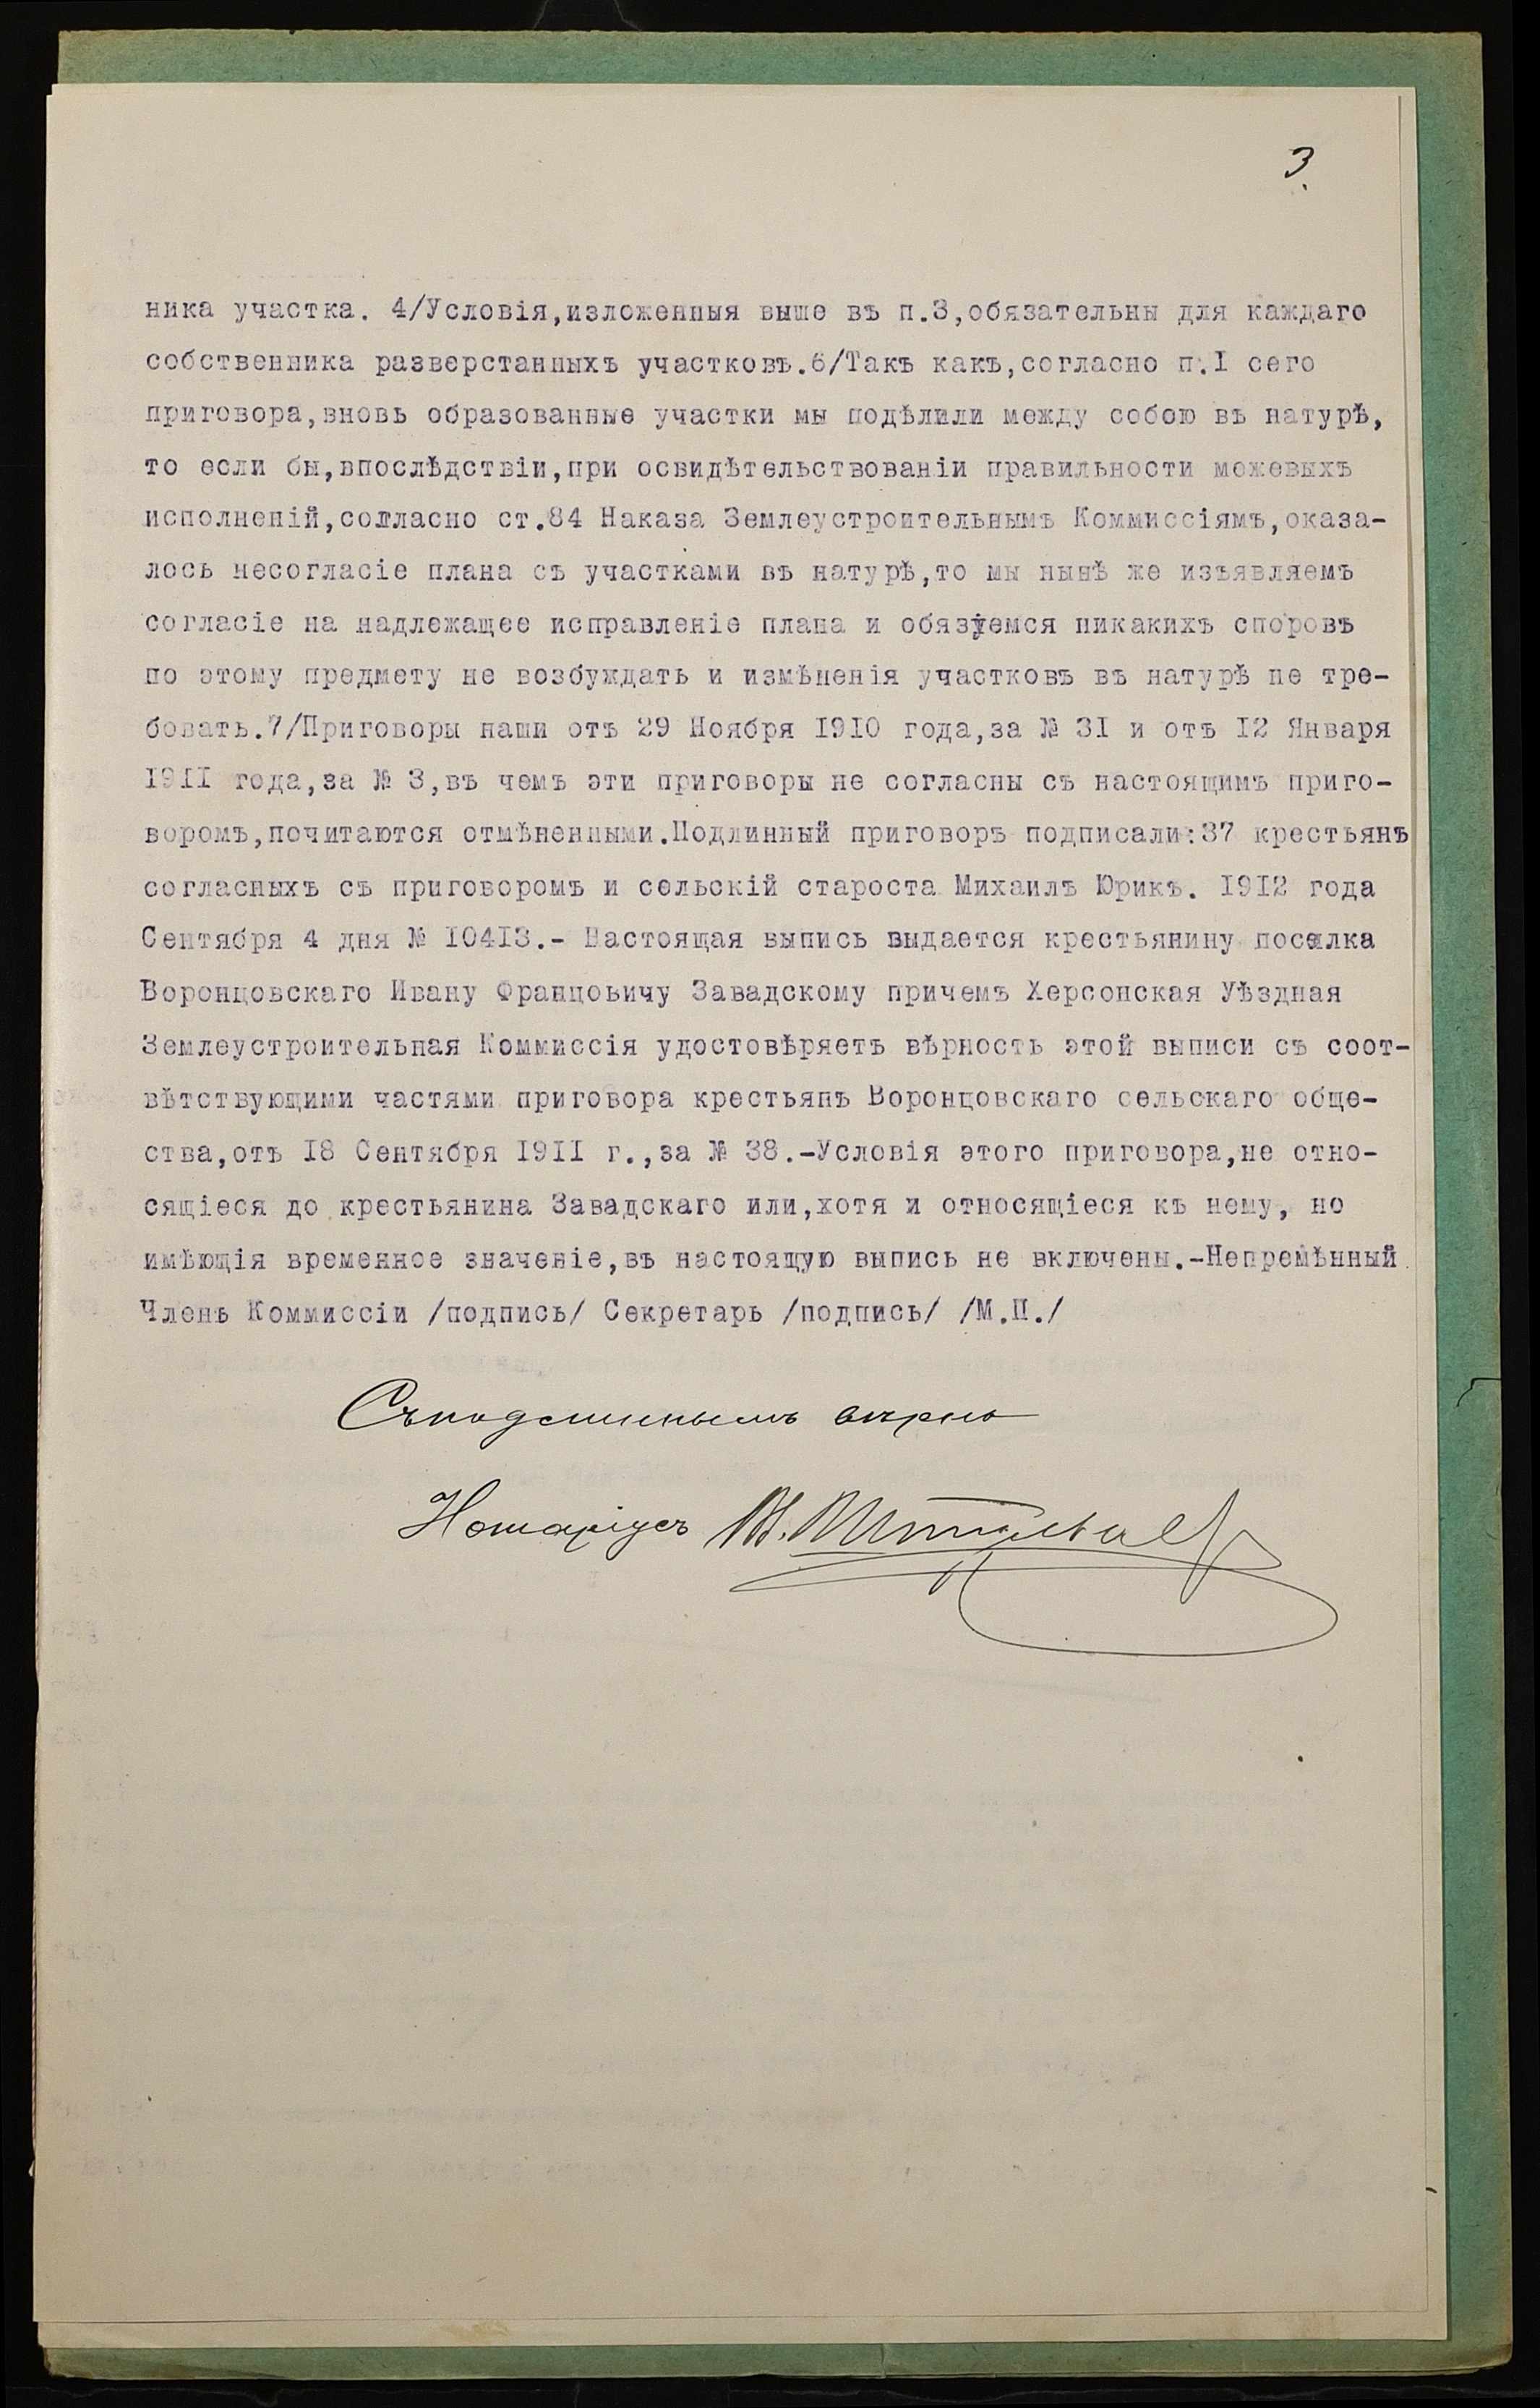 3.
ника участка. 4/Условія,изложенныя выше въ п.3,обязательны для каждаго
собственника разверстанныхъ участковъ.6/Такъ какъ,согласно п.I сего
приговора,вновь образованные участки мы подѣлили между собою въ натурѣ,
то если бы,впослѣдствіи,при освидѣтельствованіи правильности межевыхъ
исполненій,согласно ст.84 Наказа Землеустроительнымъ Коммиссіямъ,оказа-
лось несогласіе плана съ участками въ натурѣ,то мы нынѣ же изъявляемъ
согласіе на надлежащее исправленіе плана и обязуемся никакихъ споровъ
по этому предмету не возбуждать и измѣненія участковъ въ натурѣ не тре-
бовать.7/Приговоры наши отъ 29 Ноября I9I0 года,за № 3I и отъ I2 Января
I9II года,за № 3,въ чемъ эти приговоры не согласны съ настоящимъ приго-
воромъ,почитаются отмѣненными.Подлинный приговоръ подписали:37 крестьянъ
согласныхъ съ приговоромъ и сельскій староста Михаилъ Юрикъ. I9I2 года
Сентября 4 дня № I04I3.- Настоящая выпись выдается крестьянину поселка
Воронцовскаго Ивану Францовичу Завадскому причемъ Херсонская Уѣздная
Землеустроительная Коммиссія удостовѣряетъ вѣрность этой выписи съ соот-
вѣтствующими частями приговора крестьянъ Воронцовскаго сельскаго обще-
ства,отъ I8 Сентября I9II г.,за № 38.-Условія этого приговора,не отно-
сящіеся до крестьянина Завадскаго или,хотя и относящіеся къ нему, но
имѣющія временное значеніе,въ настоящую выпись не включены.-Непремѣнный
Членъ Коммиссіи /подпись/ Секретарь /подпись/ /М.П./
Съ подлиннымъ вѣрно
Нотаріусъ